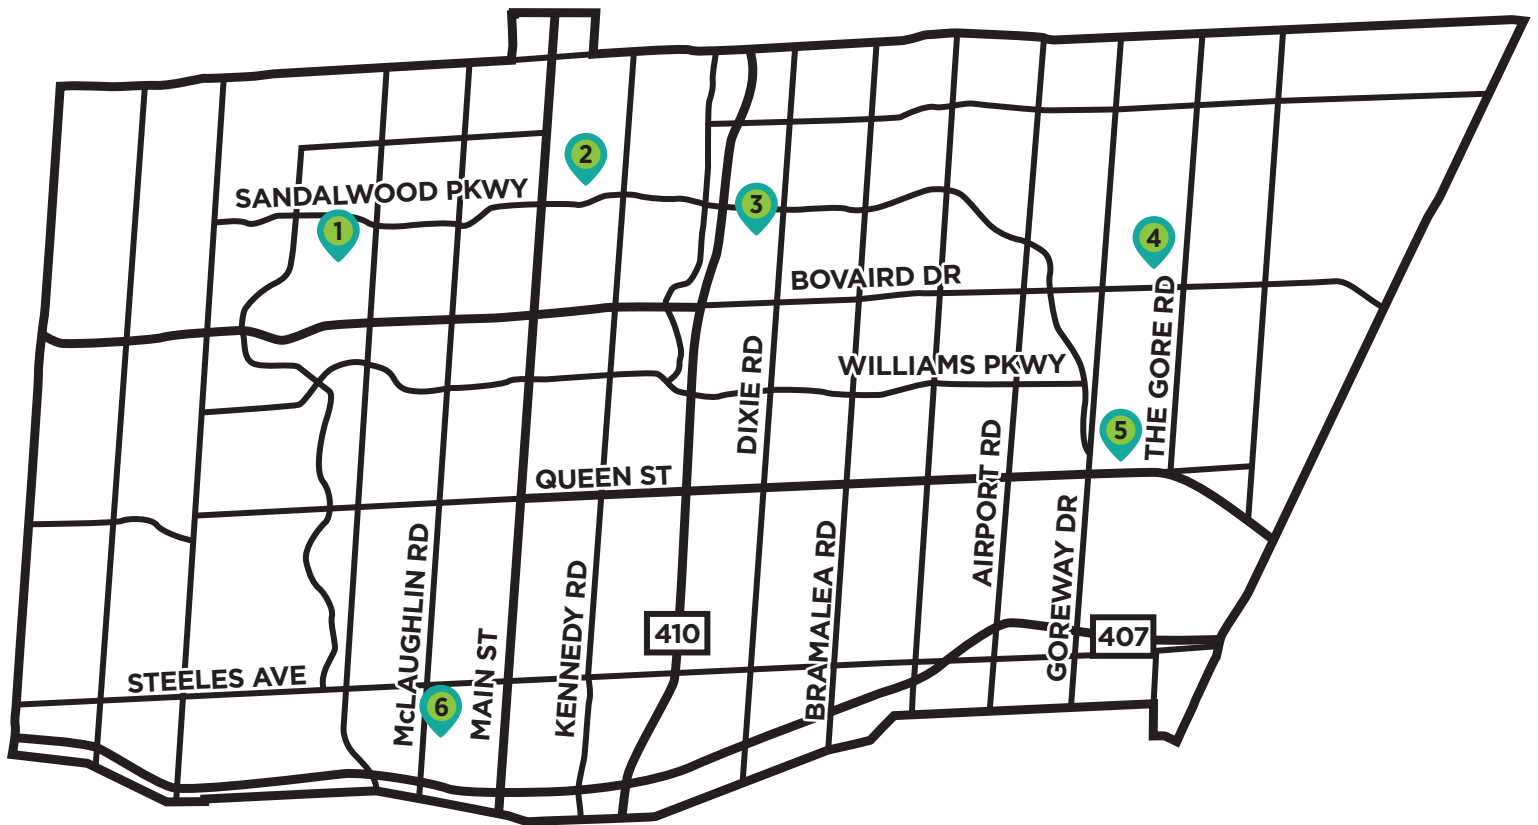 2
SANDALWOOD PKWY
3
1
4
BOVAIRD DR
THE GORE RD
DIXIE RD
WILLIAMS PKWY
5
QUEEN ST
AIRPORT RD
McLAUGHLIN RD
GOREWAY DR
BRAMALEA RD
KENNEDY RD
410
407
MAIN ST
STEELES AVE
6